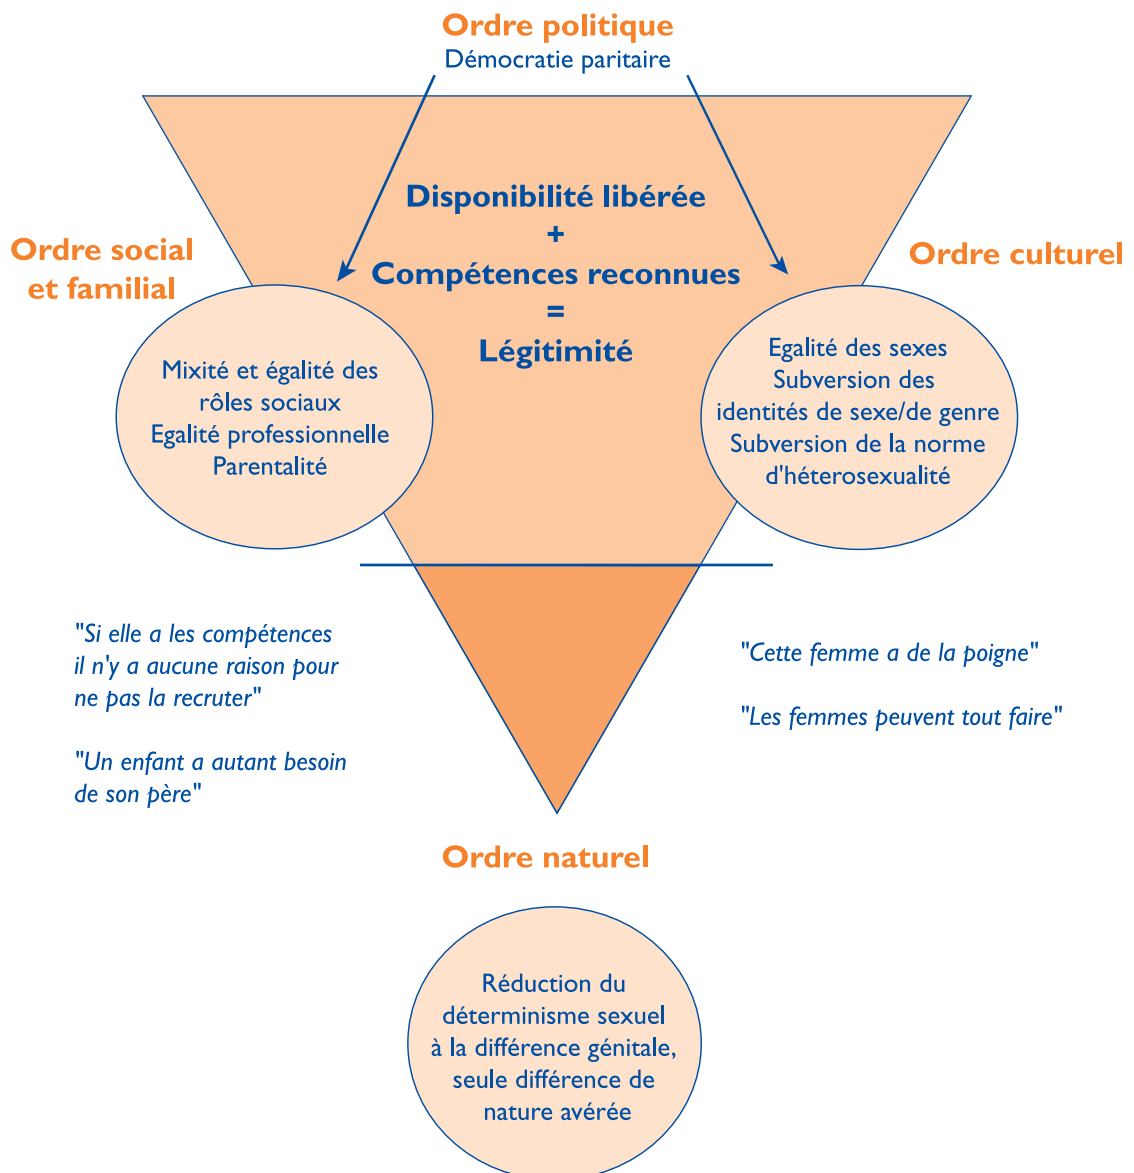 Ordre politique
Démocratie paritaire
Disponibilité libérée
+
Compétences reconnues
=
Légitimité
Ordre social
et familial
Mixité et égalité des
rôles sociaux
Egalité professionnelle
Parentalité
Ordre culturel
Egalité des sexes
Subversion des
identités de sexe/de genre
Subversion de la norme
d'héterosexualité
"Si elle a les compétences
il n'y a aucune raison pour
ne pas la recruter"
"Un enfant a autant besoin
de son père"
"Cette femme a de la poigne"
"Les femmes peuvent tout faire"
Ordre naturel
Réduction du
déterminisme sexuel
à la différence génitale,
seule différence de
nature avérée